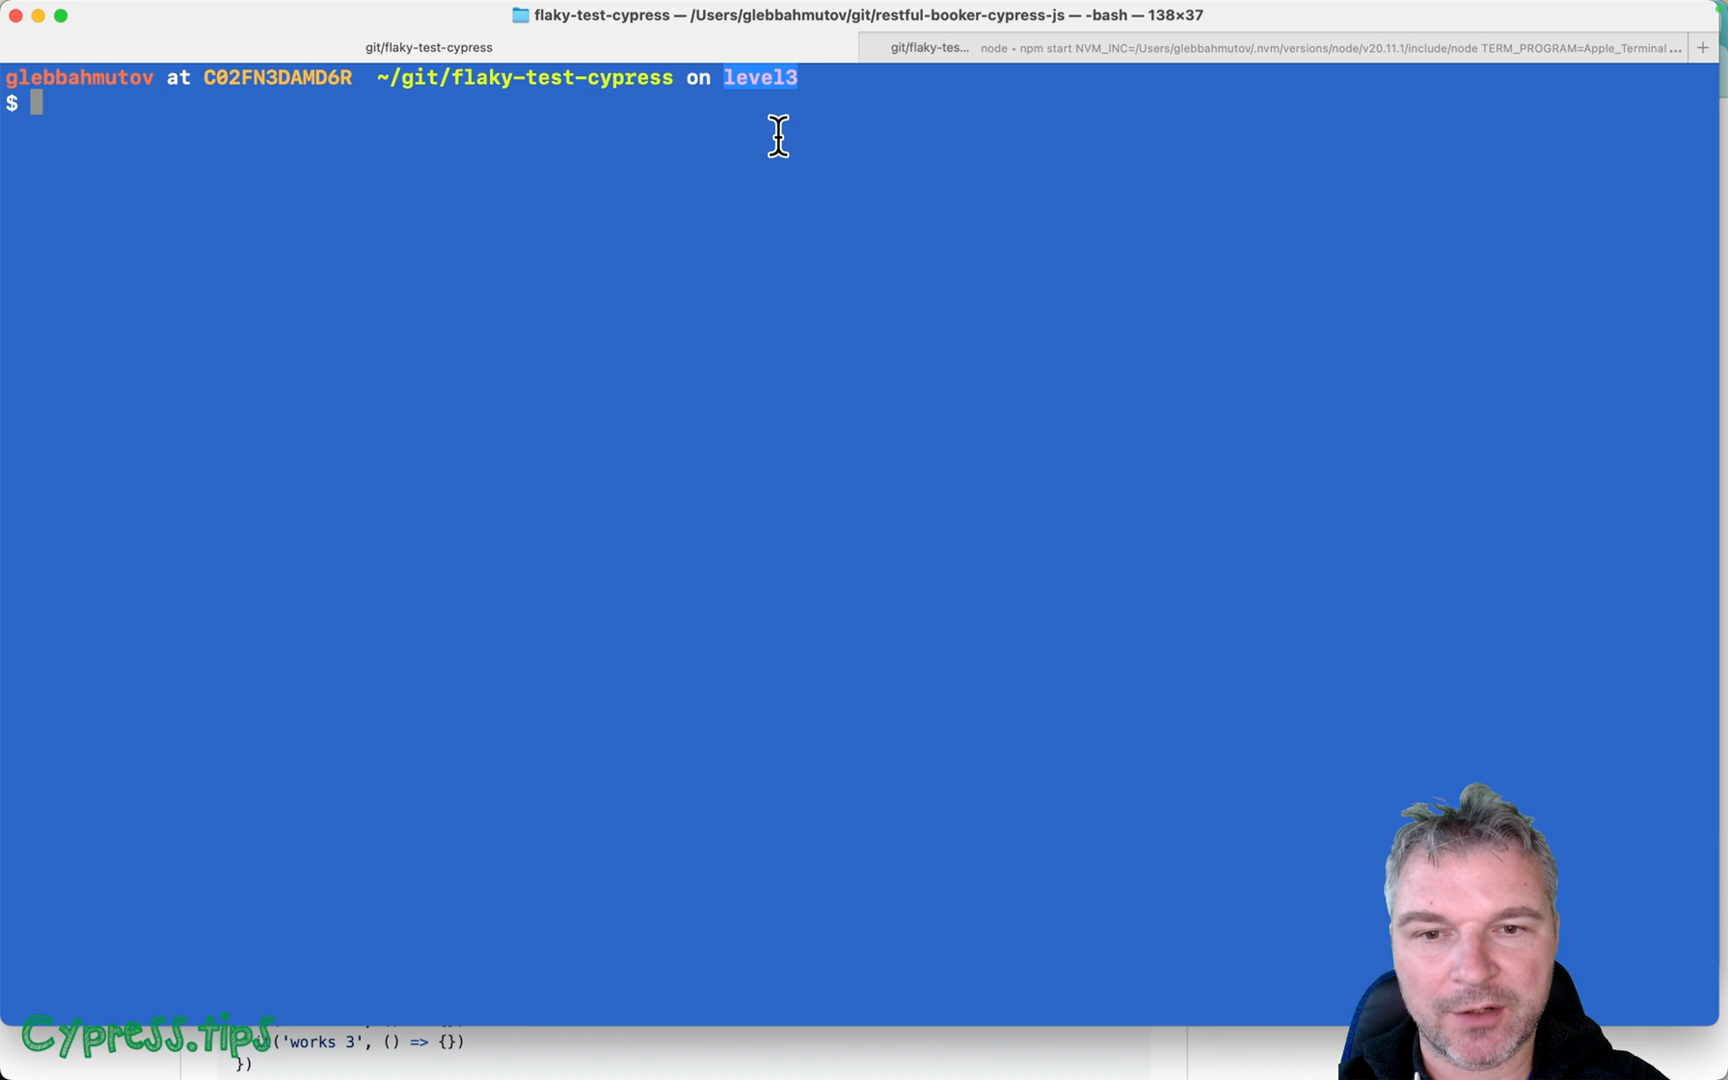 flaky-test-cypress — /Users/glebbahmutov/git/restful-booker-cypress-js — -bash — 138×37
git/flaky-test-cypress
git/flaky-tes... node • npm start NVM_INC=/Users/glebbahmutov/.nvm/versions/node/v20.11.1/include/node TERM_PROGRAM=Apple_Terminal ...
glebbahmutov at C02FN3DAMD6R ~/git/flaky-test-cypress on level3
$
Cypress.tips
('works 3', () => {})
})